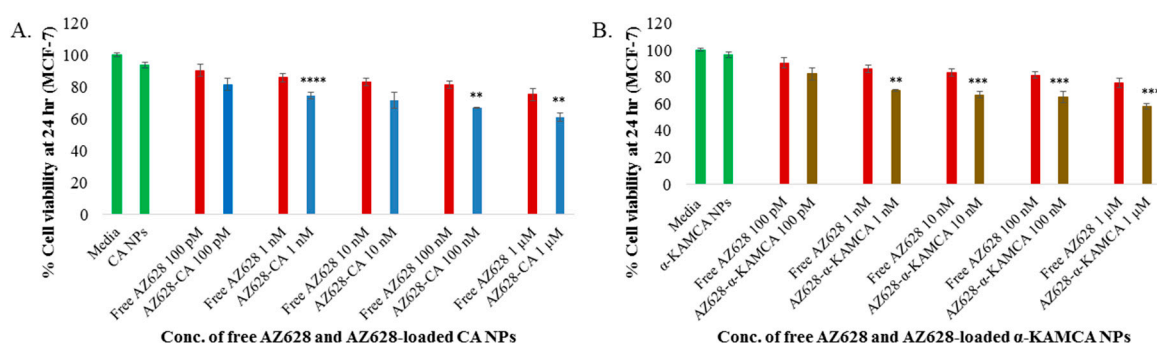 A.
% Cell viability at 24 hr (MCF-7)
120
100
80
60
40
20
0
****
**
**
Media
CA NPs
Free AZ628 100 pM
AZ628-CA 100 pM
Free AZ628 1 nM
AZ628-CA 1 nM
Free AZ628 10 nM
AZ628-CA 10 nM
Free AZ628 100 nM
AZ628-CA 100 nM
Free AZ628 1 µM
AZ628-CA 1 µM
Conc. of free AZ628 and AZ628-loaded CA NPs
B.
% Cell viability at 24 hr (MCF-7)
120
100
80
60
40
20
0
**
***
***
***
Media
α-KAMCA NPs
Free AZ628 100 pM
AZ628-α-KAMCA 100 pM
Free AZ628 1 nM
AZ628-α-KAMCA 1 nM
Free AZ628 10 nM
AZ628-α-KAMCA 10 nM
Free AZ628 100 nM
AZ628-α-KAMCA 100 nM
Free AZ628 1 µM
AZ628-α-KAMCA 1 µM
Conc. of free AZ628 and AZ628-loaded α-KAMCA NPs